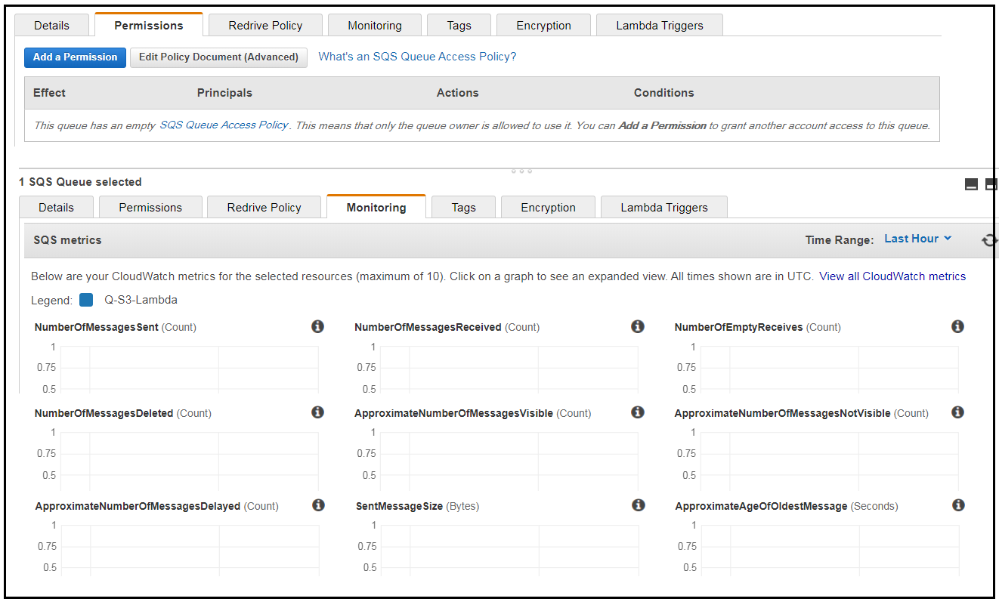 Details Permissions Redrive Policy Monitoring Tags Encryption Lambda Triggers
Add a Permission Edit Policy Document (Advanced) What's an SQS Queue Access Policy?
Effect Principals Actions Conditions
This queue has an empty SQS Queue Access Policy. This means that only the queue owner is allowed to use it. You can Add a Permission to grant another account access to this queue.
1 SQS Queue selected
Details Permissions Redrive Policy Monitoring Tags Encryption Lambda Triggers
SQS metrics Time Range: Last Hour
Below are your CloudWatch metrics for the selected resources (maximum of 10). Click on a graph to see an expanded view. All times shown are in UTC. View all CloudWatch metrics
Legend: Q-S3-Lambda
NumberOfMessagesSent (Count) NumberOfMessagesReceived (Count) NumberOfEmptyReceives (Count)
1 1 1
0.75 0.75 0.75
0.5 0.5 0.5
NumberOfMessagesDeleted (Count) ApproximateNumberOfMessagesVisible (Count) ApproximateNumberOfMessagesNotVisible (Count)
1 1 1
0.75 0.75 0.75
0.5 0.5 0.5
ApproximateNumberOfMessagesDelayed (Count) SentMessageSize (Bytes) ApproximateAgeOfOldestMessage (Seconds)
1 1 1
0.75 0.75 0.75
0.5 0.5 0.5